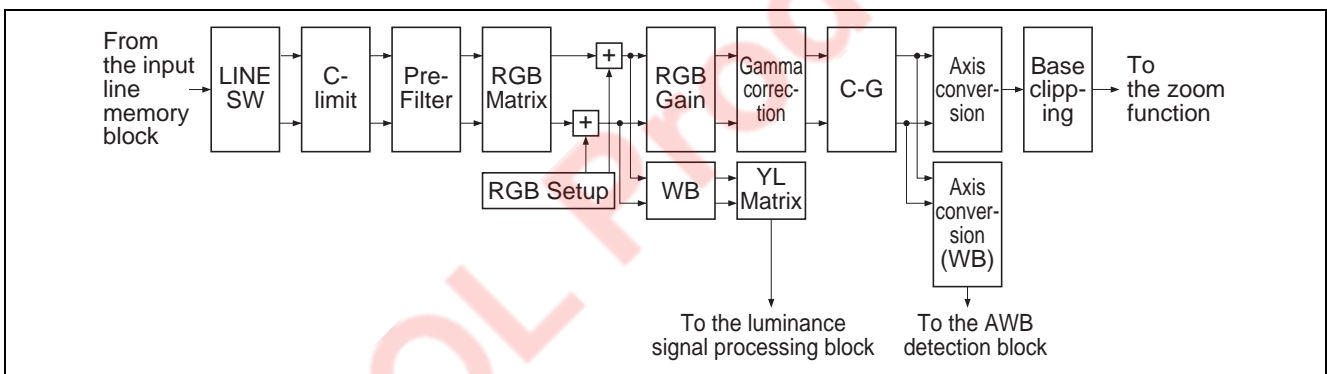 From
the input
line
memory
block
LINE
SW
C-
limit
Pre-
Filter
RGB
Matrix
+
+
RGB Setup
RGB
Gain
WB
Gamma
correc-
tion
YL
Matrix
C-G
Axis
conver-
sion
Axis
conver-
sion
(WB)
Base
clipp-
ing
To
the zoom
function
To the luminance
signal processing block
To the AWB
detection block
OL Prod